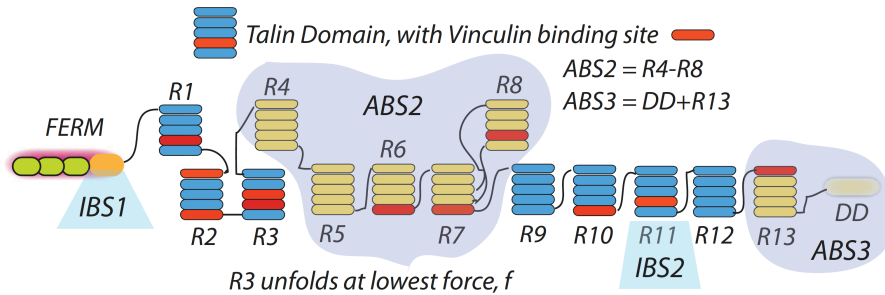 Talin Domain, with Vinculin binding site
R1
R4
ABS2
R8
ABS2 = R4-R8
ABS3 = DD+R13
FERM
R6
IBS1
R2
R3
R5
R7
R9
R10
R11
R12
R13
DD
IBS2
ABS3
R3 unfolds at lowest force, f